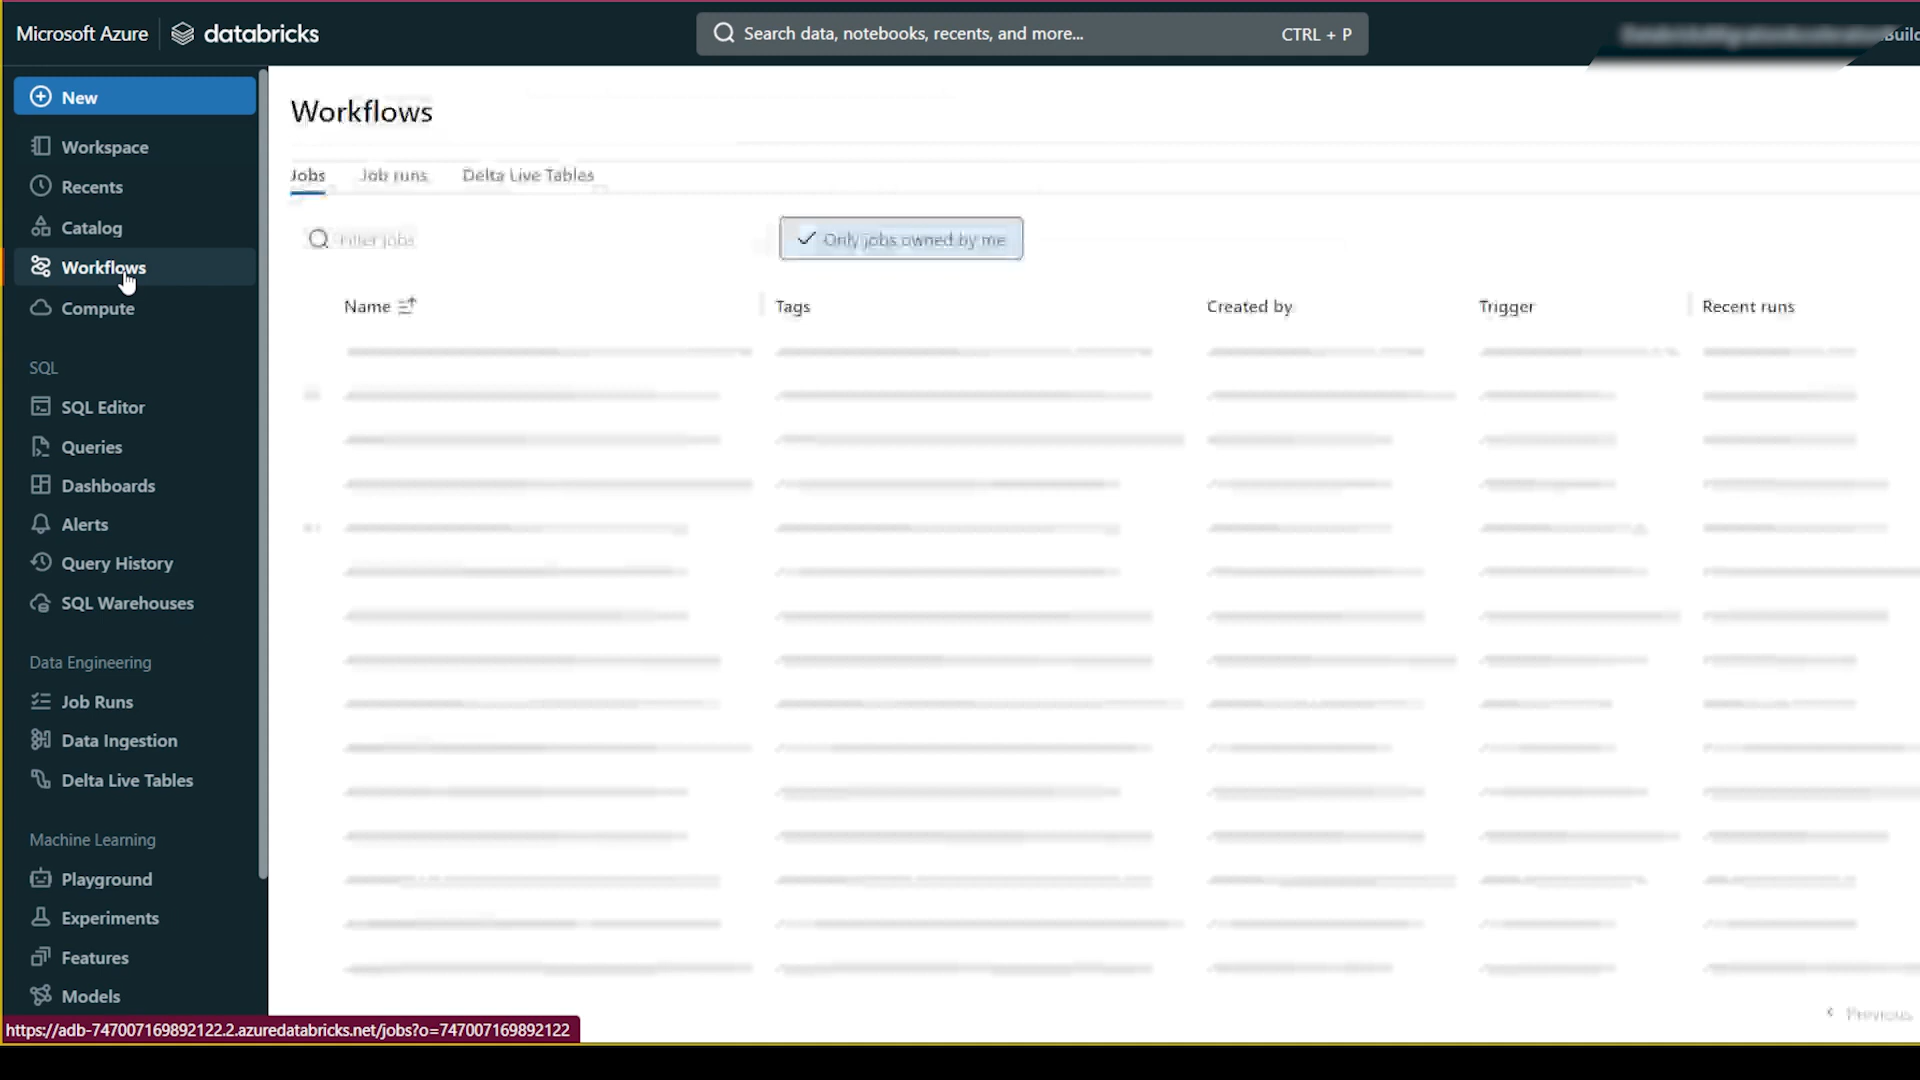 Microsoft Azure databricks
Search data, notebooks, recents, and more... CTRL + P
New
Workspace
Recents
Catalog
Workflows
Compute
SQL
SQL Editor
Queries
Dashboards
Alerts
Query History
SQL Warehouses
Data Engineering
Job Runs
Data Ingestion
Delta Live Tables
Machine Learning
Playground
Experiments
Features
Models
Workflows
Jobs Job runs Delta Live Tables
Filter jobs
Only jobs owned by me
Name Tags Created by Trigger Recent runs
Previous
https://adb-747007169892122.2.azuredatabricks.net/jobs?o=747007169892122